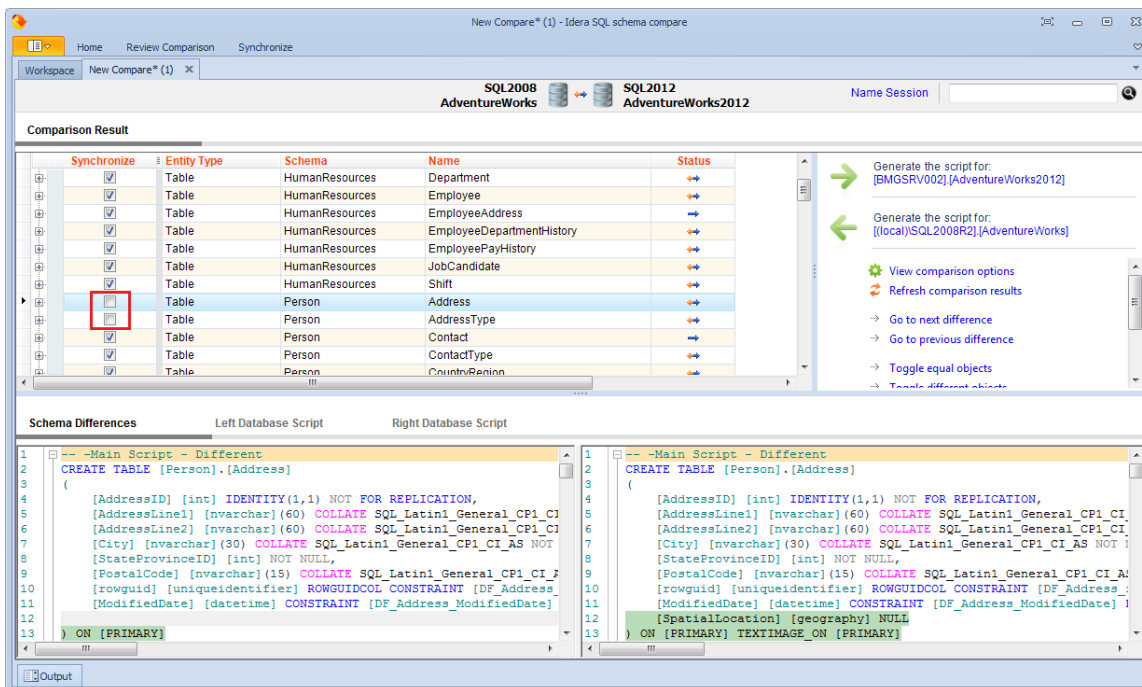 New Compare* (1) - Idera SQL schema compare
Home Review Comparison Synchronize
Workspace New Compare* (1)
SQL2008 SQL2012
AdventureWorks AdventureWorks2012
Name Session
Comparison Result
Synchronize Entity Type Schema Name Status
Table HumanResources Department
Table HumanResources Employee
Table HumanResources EmployeeAddress
Table HumanResources EmployeeDepartmentHistory
Table HumanResources EmployeePayHistory
Table HumanResources JobCandidate
Table HumanResources Shift
Table Person Address
Table Person AddressType
Table Person Contact
Table Person ContactType
Table Person CountryRegion
Generate the script for:
[BMGSRV002].[AdventureWorks2012]
Generate the script for:
[(local)\SQL2008R2].[AdventureWorks]
View comparison options
Refresh comparison results
Go to next difference
Go to previous difference
Toggle equal objects
Toggle different objects
Schema Differences Left Database Script Right Database Script
1 -- -Main Script - Different
2 CREATE TABLE [Person].[Address]
3 (
4 [AddressID] [int] IDENTITY(1,1) NOT FOR REPLICATION,
5 [AddressLine1] [nvarchar](60) COLLATE SQL_Latin1_General_CP1_CI
6 [AddressLine2] [nvarchar](60) COLLATE SQL_Latin1_General_CP1_CI
7 [City] [nvarchar](30) COLLATE SQL_Latin1_General_CP1_CI_AS NOT
8 [StateProvinceID] [int] NOT NULL,
9 [PostalCode] [nvarchar](15) COLLATE SQL_Latin1_General_CP1_CI_A
10 [rowguid] [uniqueidentifier] ROWGUIDCOL CONSTRAINT [DF_Address_
11 [ModifiedDate] [datetime] CONSTRAINT [DF_Address_ModifiedDate]
12
13 ) ON [PRIMARY]
1 -- -Main Script - Different
2 CREATE TABLE [Person].[Address]
3 (
4 [AddressID] [int] IDENTITY(1,1) NOT FOR REPLICATION,
5 [AddressLine1] [nvarchar](60) COLLATE SQL_Latin1_General_CP1_CI_
6 [AddressLine2] [nvarchar](60) COLLATE SQL_Latin1_General_CP1_CI_
7 [City] [nvarchar](30) COLLATE SQL_Latin1_General_CP1_CI_AS NOT
8 [StateProvinceID] [int] NOT NULL,
9 [PostalCode] [nvarchar](15) COLLATE SQL_Latin1_General_CP1_CI_AS
10 [rowguid] [uniqueidentifier] ROWGUIDCOL CONSTRAINT [DF_Address_
11 [ModifiedDate] [datetime] CONSTRAINT [DF_Address_ModifiedDate]
12 [SpatialLocation] [geography] NULL
13 ) ON [PRIMARY] TEXTIMAGE_ON [PRIMARY]
Output